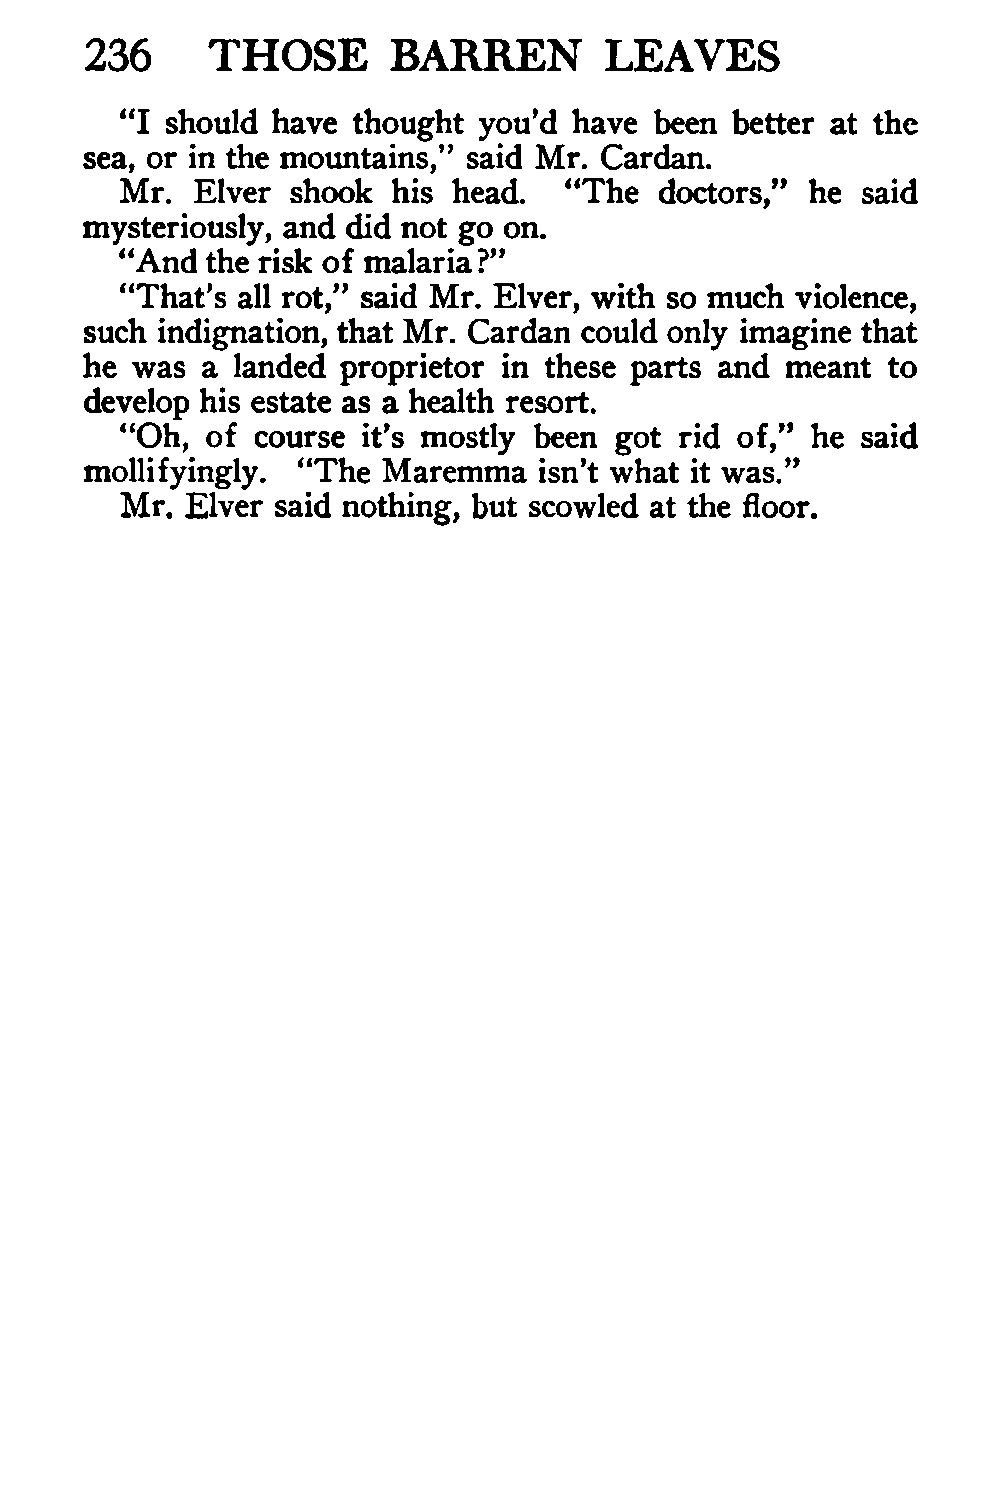 236 THOSE BARREN LEAVES
“I should have thought you’d have been better at the
sea, or in the mountains,” said Mr. Cardan.
Mr. Elver shook his head. “The doctors,” he said
mysteriously, and did not go on.
“And the risk of malaria?”
“That’s all rot,” said Mr. Elver, with so much violence,
such indignation, that Mr. Cardan could only imagine that
he was a landed proprietor in these parts and meant to
develop his estate as a health resort.
“Oh, of course it’s mostly been got rid of,” he said
mollifyingly. “The Maremma isn’t what it was.”
Mr. Elver said nothing, but scowled at the floor.